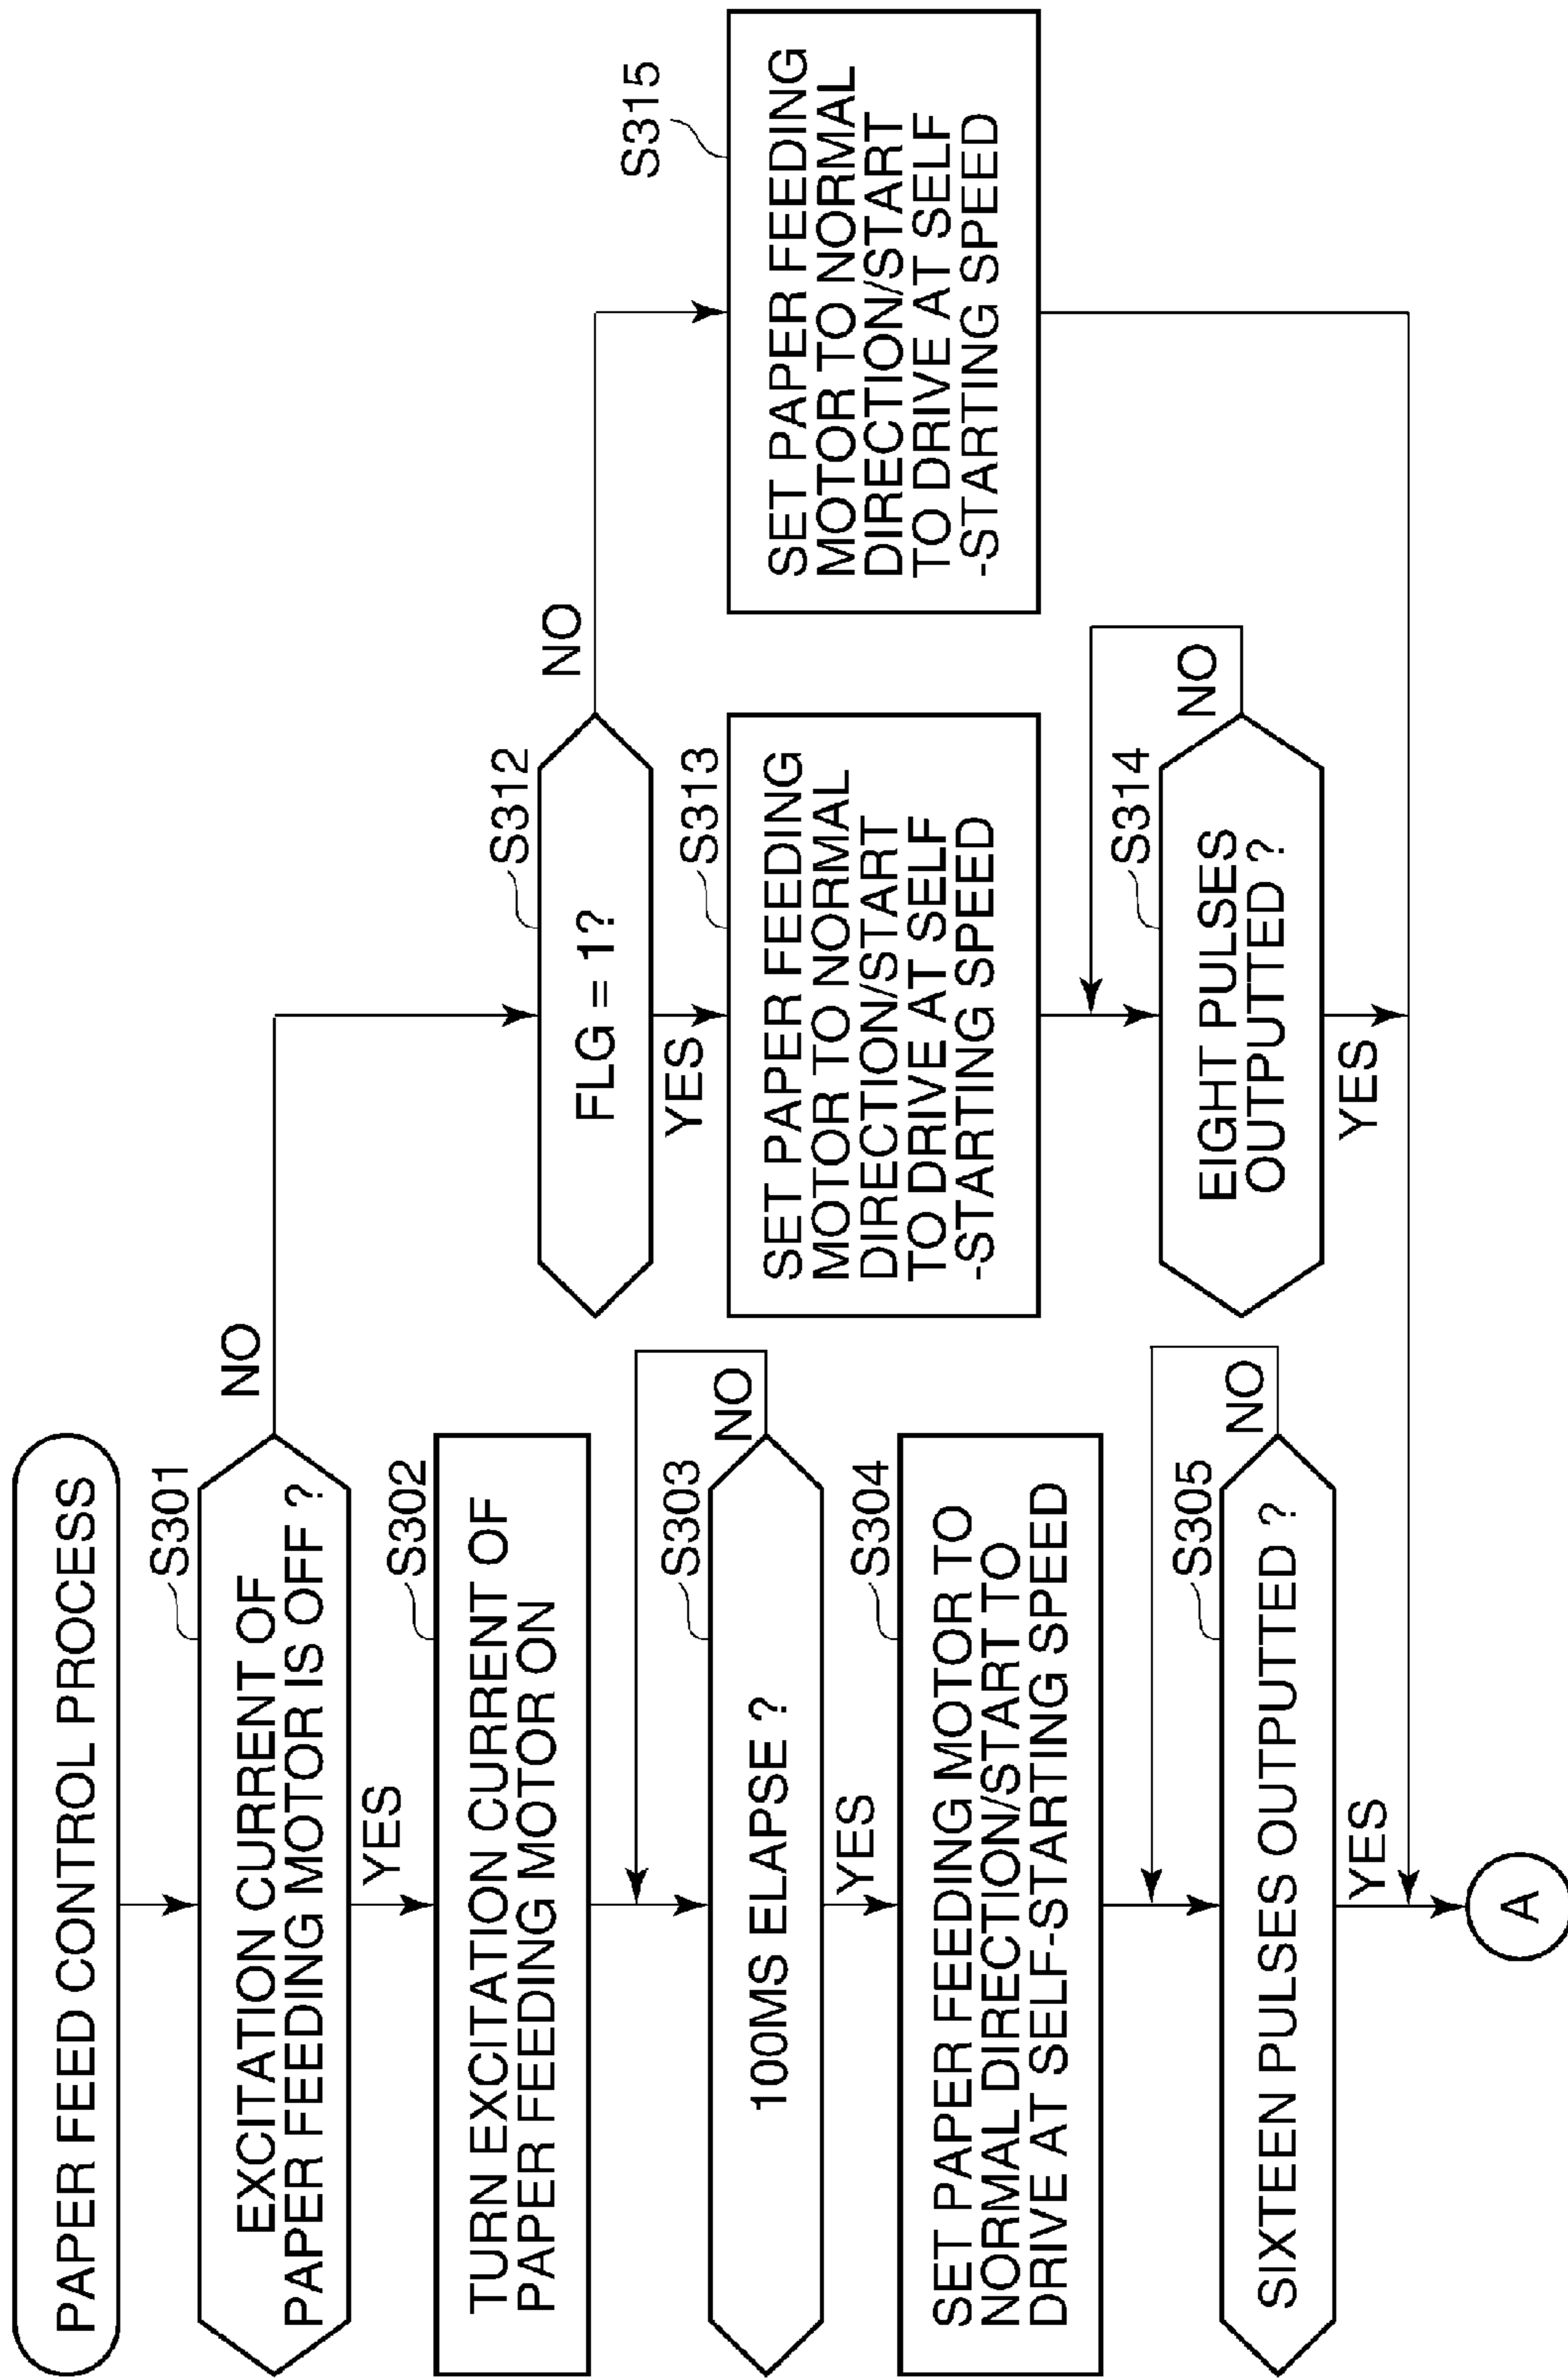 PAPER FEED CONTROL PROCESS
S301
EXCITATION CURRENT OF
PAPER FEEDING MOTOR IS OFF ?
NO
YES
S302
TURN EXCITATION CURRENT OF
PAPER FEEDING MOTOR ON
S303
100MS ELAPSE ?
NO
YES
S304
SET PAPER FEEDING MOTOR TO
NORMAL DIRECTION/START TO
DRIVE AT SELF-STARTING SPEED
S305
SIXTEEN PULSES OUTPUTTED ?
NO
YES
A
S312
FLG = 1?
NO
YES
S313
SET PAPER FEEDING
MOTOR TO NORMAL
DIRECTION/START
TO DRIVE AT SELF
-STARTING SPEED
S314
EIGHT PULSES
OUTPUTTED ?
NO
YES
S315
SET PAPER FEEDING
MOTOR TO NORMAL
DIRECTION/START
TO DRIVE AT SELF
-STARTING SPEED